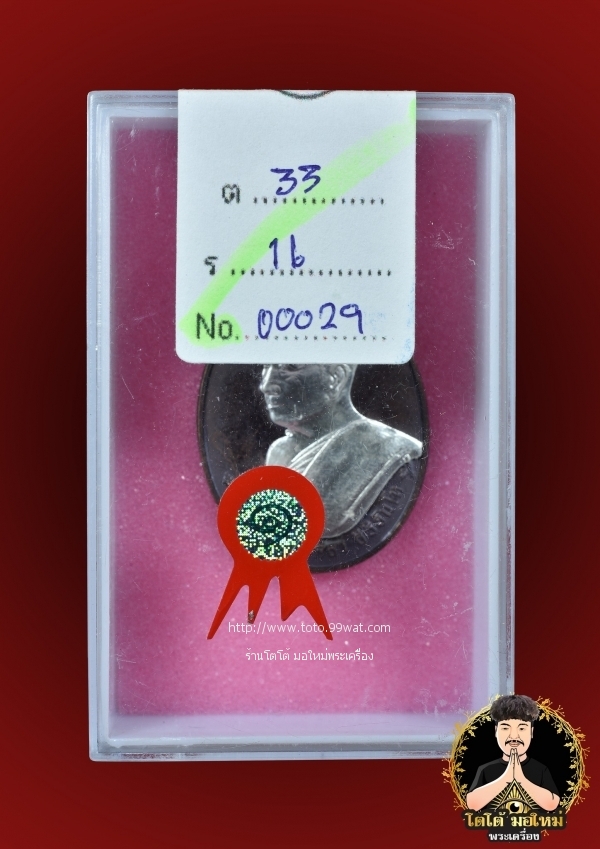 ต 33
ร 16
No. 00029
http://www.toto.99wat.com
ร้านโตโต้ มือใหม่พระเครื่อง
โตโต้ มือใหม่
พระเครื่อง